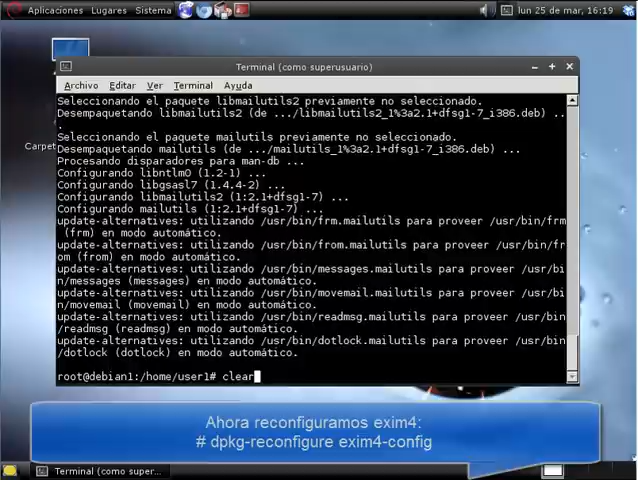 Aplicaciones Lugares Sistema lun 25 de mar, 16:19
Terminal (como superusuario)
Archivo Editar Ver Terminal Ayuda
Seleccionando el paquete libmailutils2 previamente no seleccionado.
Desempaquetando libmailutils2 (de .../libmailutils2_1%3a2.1+dfsg1-7_i386.deb) ..
.
Seleccionando el paquete mailutils previamente no seleccionado.
Desempaquetando mailutils (de .../mailutils_1%3a2.1+dfsg1-7_i386.deb) ...
Procesando disparadores para man-db ...
Configurando libntlm0 (1.2-1) ...
Configurando libgsasl7 (1.4.4-2) ...
Configurando libmailutils2 (1:2.1+dfsg1-7) ...
Configurando mailutils (1:2.1+dfsg1-7) ...
update-alternatives: utilizando /usr/bin/frm.mailutils para proveer /usr/bin/frm
(frm) en modo automático.
update-alternatives: utilizando /usr/bin/from.mailutils para proveer /usr/bin/fr
om (from) en modo automático.
update-alternatives: utilizando /usr/bin/messages.mailutils para proveer /usr/bi
n/messages (messages) en modo automático.
update-alternatives: utilizando /usr/bin/movemail.mailutils para proveer /usr/bi
n/movemail (movemail) en modo automático.
update-alternatives: utilizando /usr/bin/readmsg.mailutils para proveer /usr/bin
/readmsg (readmsg) en modo automático.
update-alternatives: utilizando /usr/bin/dotlock.mailutils para proveer /usr/bin
/dotlock (dotlock) en modo automático.
Carpet
root@debian1:/home/user1# clear
Ahora reconfiguramos exim4:
# dpkg-reconfigure exim4-config
Terminal (como super...